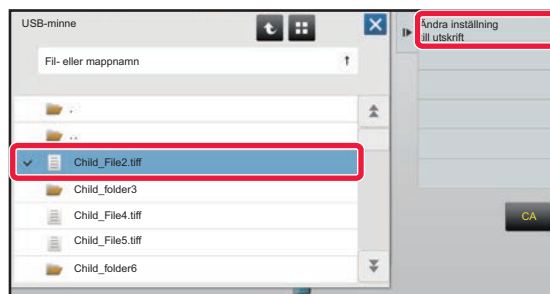 USB-minne
Ändra inställning
till utskrift
Fil- eller mappnamn
.
..
Child_File2.tiff
Child_folder3
Child_File4.tiff
Child_File5.tiff
Child_folder6
CA